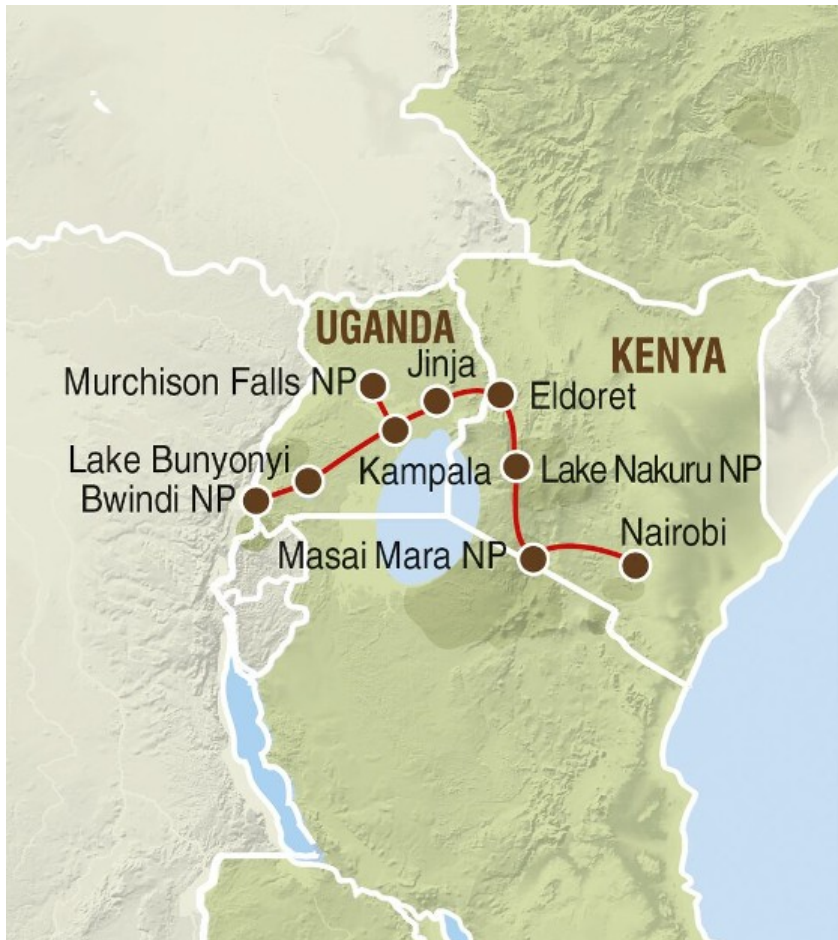 UGANDA
KENYA
Murchison Falls NP
Jinja
Eldoret
Lake Bunyonyi
Bwindi NP
Kampala
Lake Nakuru NP
Masai Mara NP
Nairobi